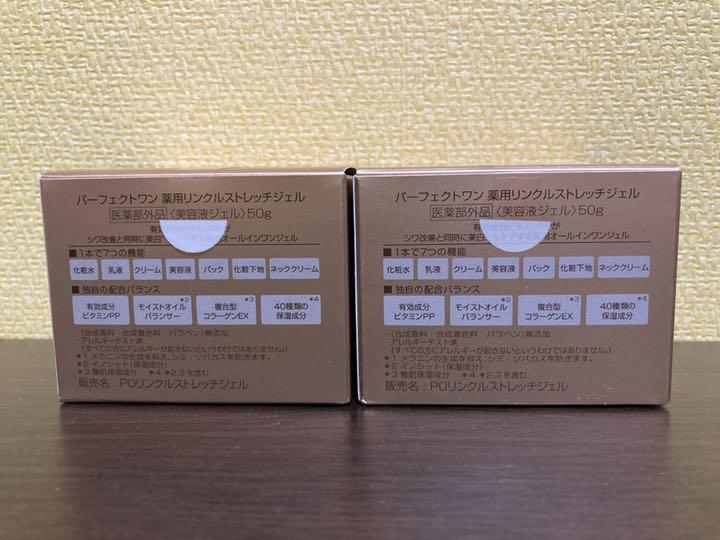 パーフェクトワン 薬用リンクルストレッチジェル
医薬部外品〈美容液ジェル〉50g
有
が
シワ改善と同時に美白 オールインワンジェル
■1本で7つの機能
化粧水 乳液 クリーム 美容液 パック 化粧下地 ネッククリーム
■独自の配合バランス
有効成分 ビタミンPP
モイストオイル バランサー *2
複合型 コラーゲンEX *3
40種類の 保湿成分 *4
(合成香料・合成着色料・パラベン)無添加
アレルギーテスト済
(すべての方にアレルギーが起きないというわけではありません。)
*1 メラニンの生成を抑え、シミ・ソバカスを防ぎます。
*2 イノシット(保湿成分)
*3 整肌保湿成分 *4 *2,3を含む
販売名：POリンクルストレッチジェル
パーフェクトワン 薬用リンクルストレッチジェル
医薬部外品〈美容液ジェル〉50g
が
シワ改善と同時に美白 オールインワンジェル
■1本で7つの機能
化粧水 乳液 クリーム 美容液 パック 化粧下地 ネッククリーム
■独自の配合バランス
有効成分 ビタミンPP
モイストオイル バランサー *2
複合型 コラーゲンEX *3
40種類の 保湿成分 *4
(合成香料・合成着色料・パラベン)無添加
アレルギーテスト済
(すべての方にアレルギーが起きないというわけではありません。)
*1 メラニンの生成を抑え、シミ・ソバカスを防ぎます。
*2 イノシット(保湿成分)
*3 整肌保湿成分 *4 *2,3を含む
販売名：POリンクルストレッチジェル